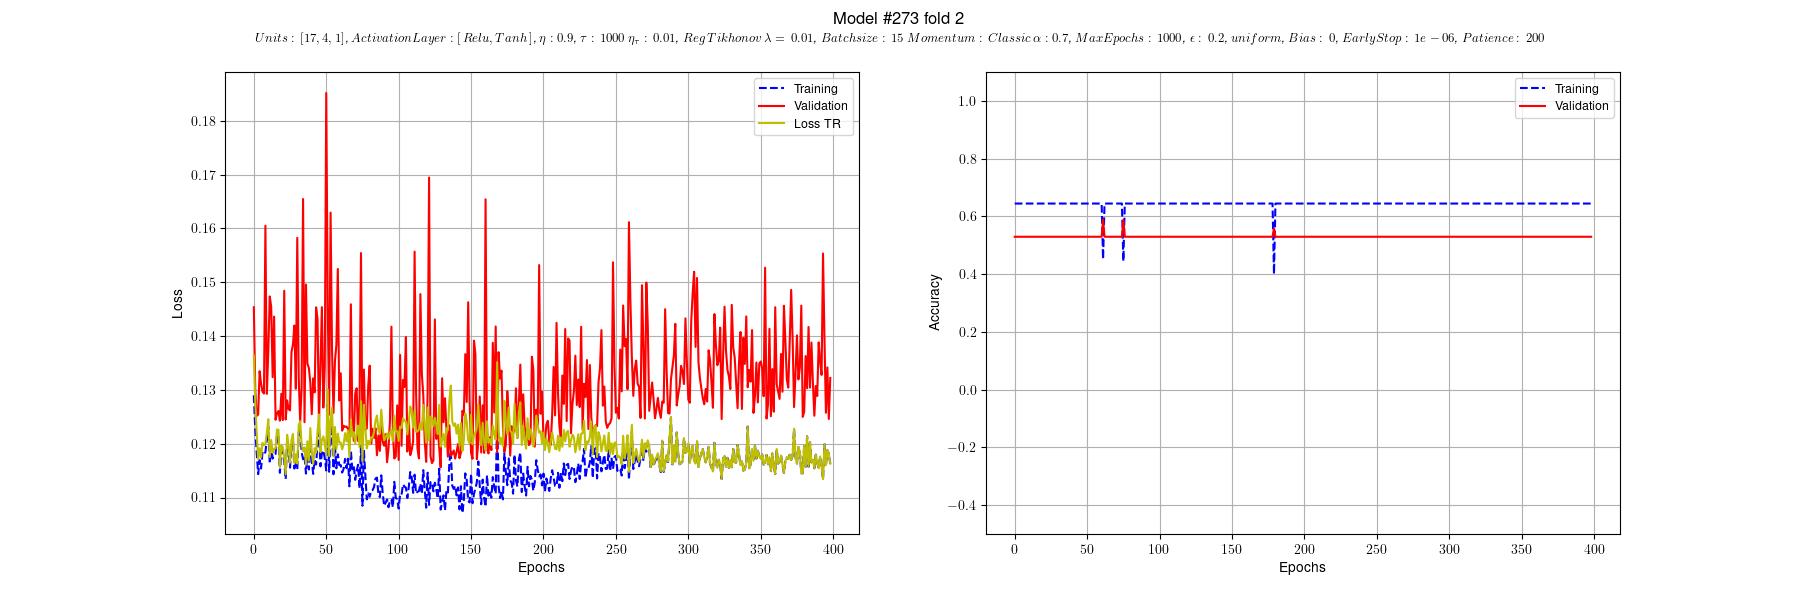 Model #273 fold 2
Units : [17, 4, 1], ActivationLayer : [Relu, Tanh], η : 0.9, τ : 1000 ητ : 0.01, RegTikhonov λ = 0.01, Batchsize : 15 Momentum : Classic α : 0.7, MaxEpochs : 1000, ϵ : 0.2, uniform, Bias : 0, EarlyStop : 1e − 06, Patience : 200
Training
Validation
Loss TR
0.18
0.17
0.16
0.15
0.14
0.13
0.12
0.11
Loss
0 50 100 150 200 250 300 350 400
Epochs
Training
Validation
1.0
0.8
0.6
0.4
0.2
0.0
−0.2
−0.4
Accuracy
0 50 100 150 200 250 300 350 400
Epochs